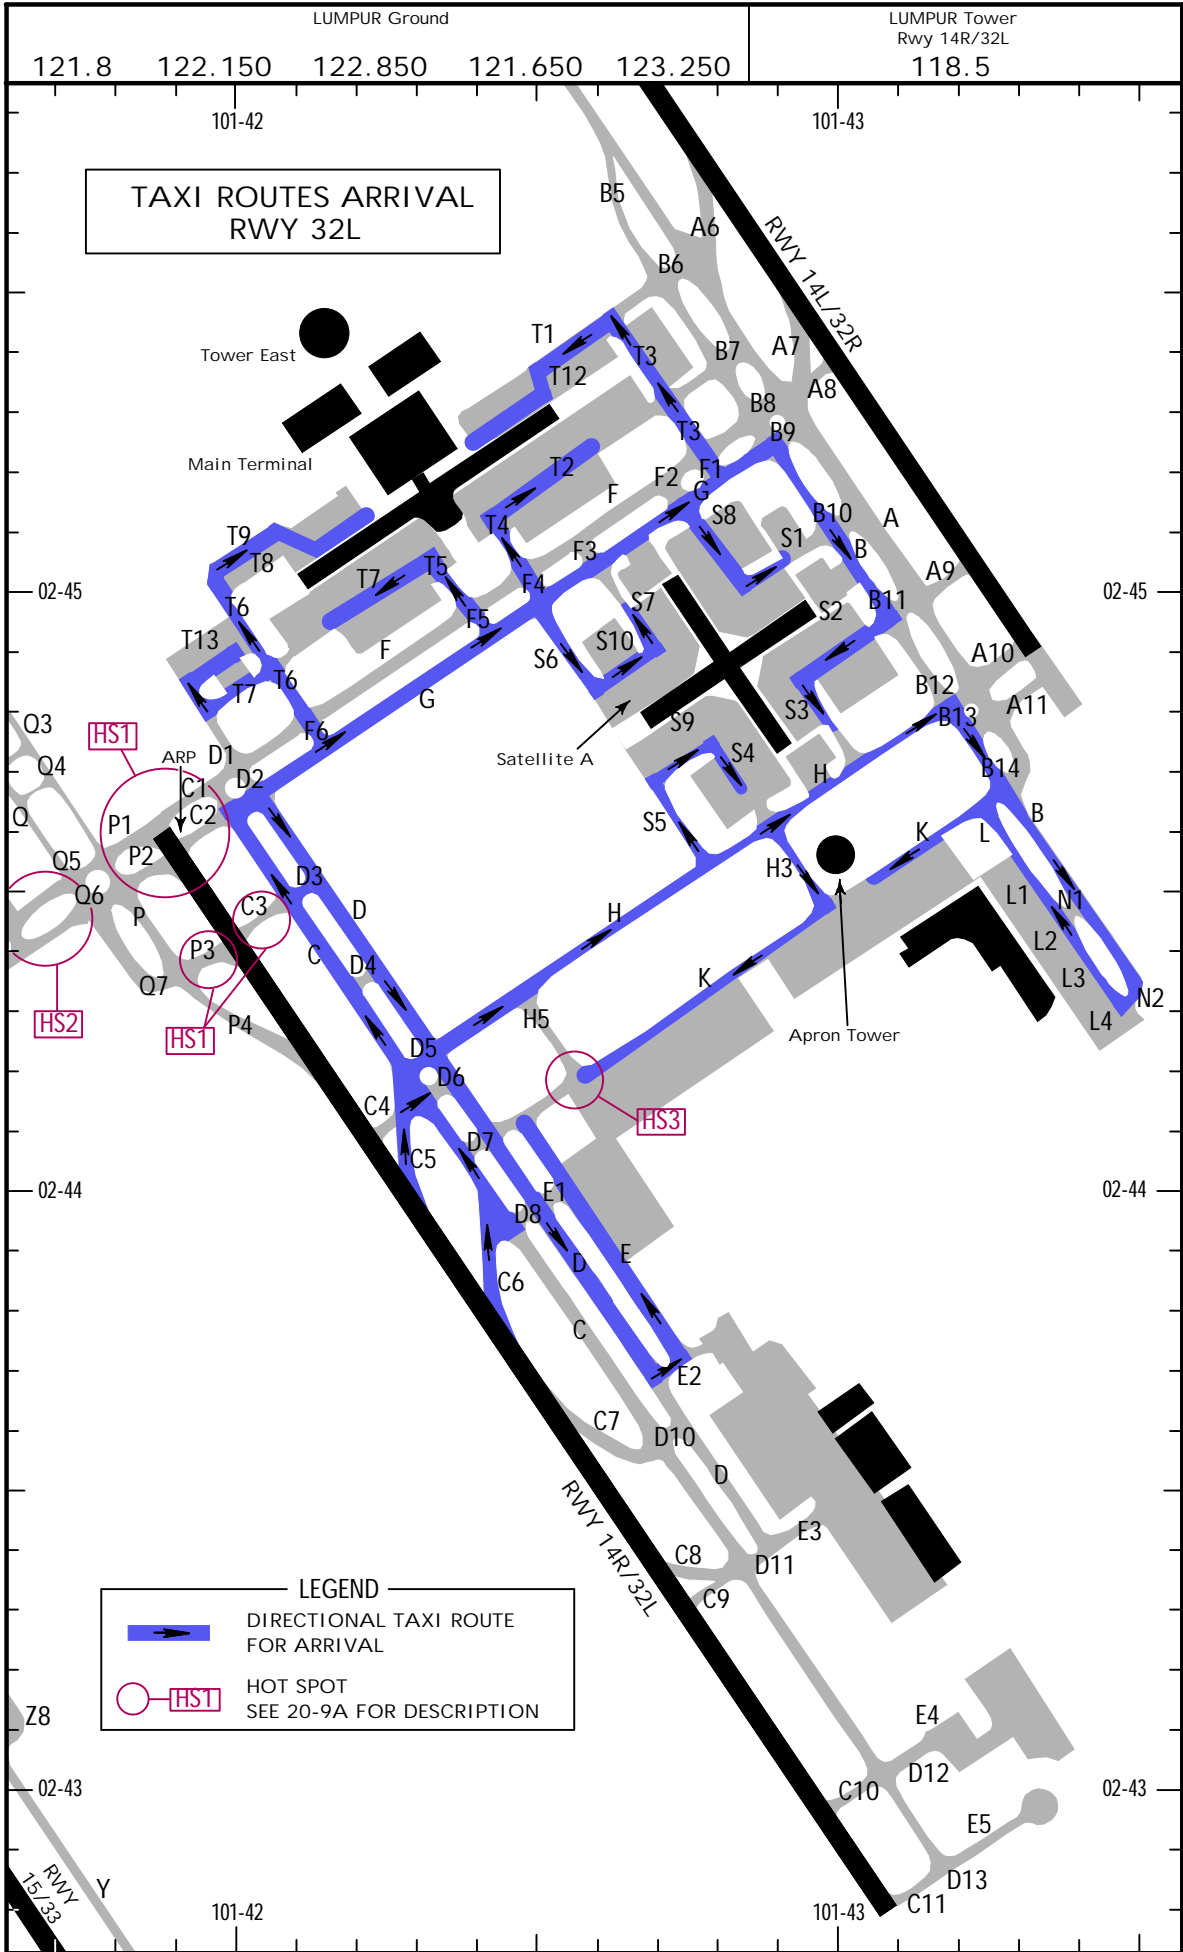 LUMPUR Ground
LUMPUR Tower
Rwy 14R/32L
121.8 122.150 122.850 121.650 123.250
118.5
101-42
101-43
TAXI ROUTES ARRIVAL
RWY 32L
B5
A6
RWY 14L/32R
B6
T1
Tower East
T3
B7
A7
T12
A8
B8
T3
B9
Main Terminal
T2
F2
F1
F
G
T9
T4
S8
B10
A
T8
S1
B
F3
T7
T5
F4
A9
02-45
02-45
T6
F5
S7
S2
B11
T13
S10
F
S6
A10
T7
T6
B12
G
S3
A11
Q3
HS1
F6
S9
B13
D1
ARP
Satellite A
S4
Q4
D2
H
B14
C1
Q
P1
C2
S5
B
K
L
P2
Q5
H3
D3
Q6
L1
N1
P
C3
D
H
C
L2
P3
D4
K
L3
Q7
N2
HS2
HS1
P4
H5
L4
Apron Tower
D5
D6
C4
HS3
D7
C5
02-44
E1
02-44
D8
E
D
C6
C
E2
C7
D10
D
RWY 14R/32L
E3
C8
D11
C9
LEGEND
DIRECTIONAL TAXI ROUTE
FOR ARRIVAL
HS1
HOT SPOT
SEE 20-9A FOR DESCRIPTION
Z8
E4
D12
02-43
C10
02-43
E5
RWY
15/33
Y
D13
C11
101-42
101-43